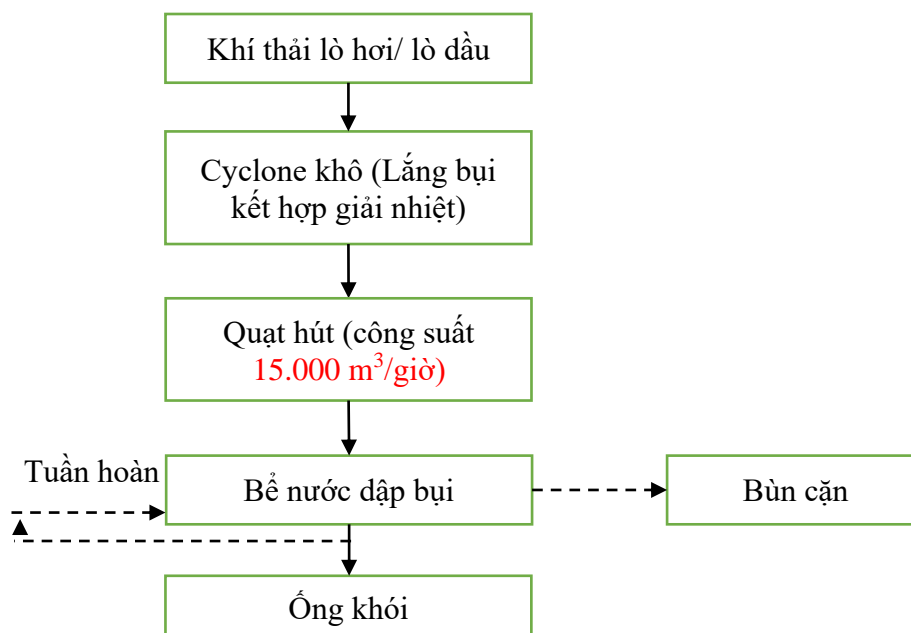 Khí thải lò hơi/ lò dầu
Cyclone khô (Lắng bụi
kết hợp giải nhiệt)
Quạt hút (công suất
15.000 m³/giờ)
Tuần hoàn
Bể nước dập bụi
Bùn cặn
Ống khói